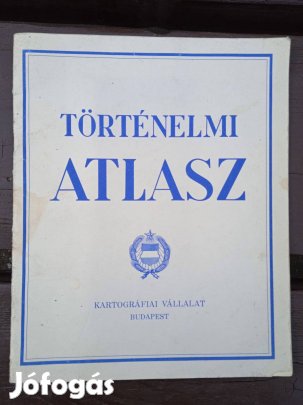 TÖRTÉNELMI
ATLASZ
KARTOGRÁFIAI VÁLLALAT
BUDAPEST
Jófogás